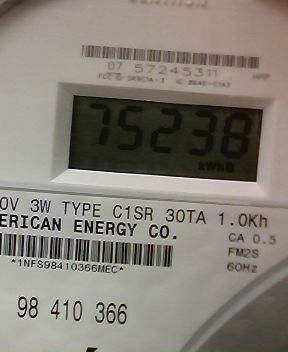 07 57245311
75238
kWh
0V 3W TYPE C1SR 30TA 1.0Kh
ERICAN ENERGY CO.
CA 0.5
FM2S
*1NFS98410366MEC*
60Hz
98 410 366